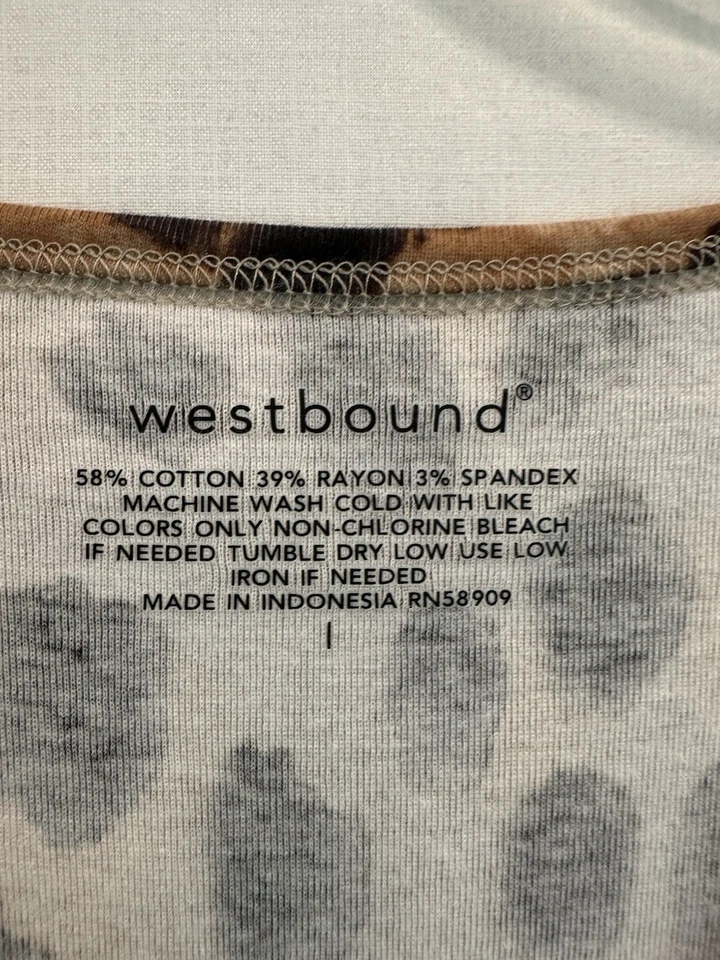 westbound®
58% COTTON 39% RAYON 3% SPANDEX
MACHINE WASH COLD WITH LIKE
COLORS ONLY NON-CHLORINE BLEACH
IF NEEDED TUMBLE DRY LOW USE LOW
IRON IF NEEDED
MADE IN INDONESIA RN58909
|